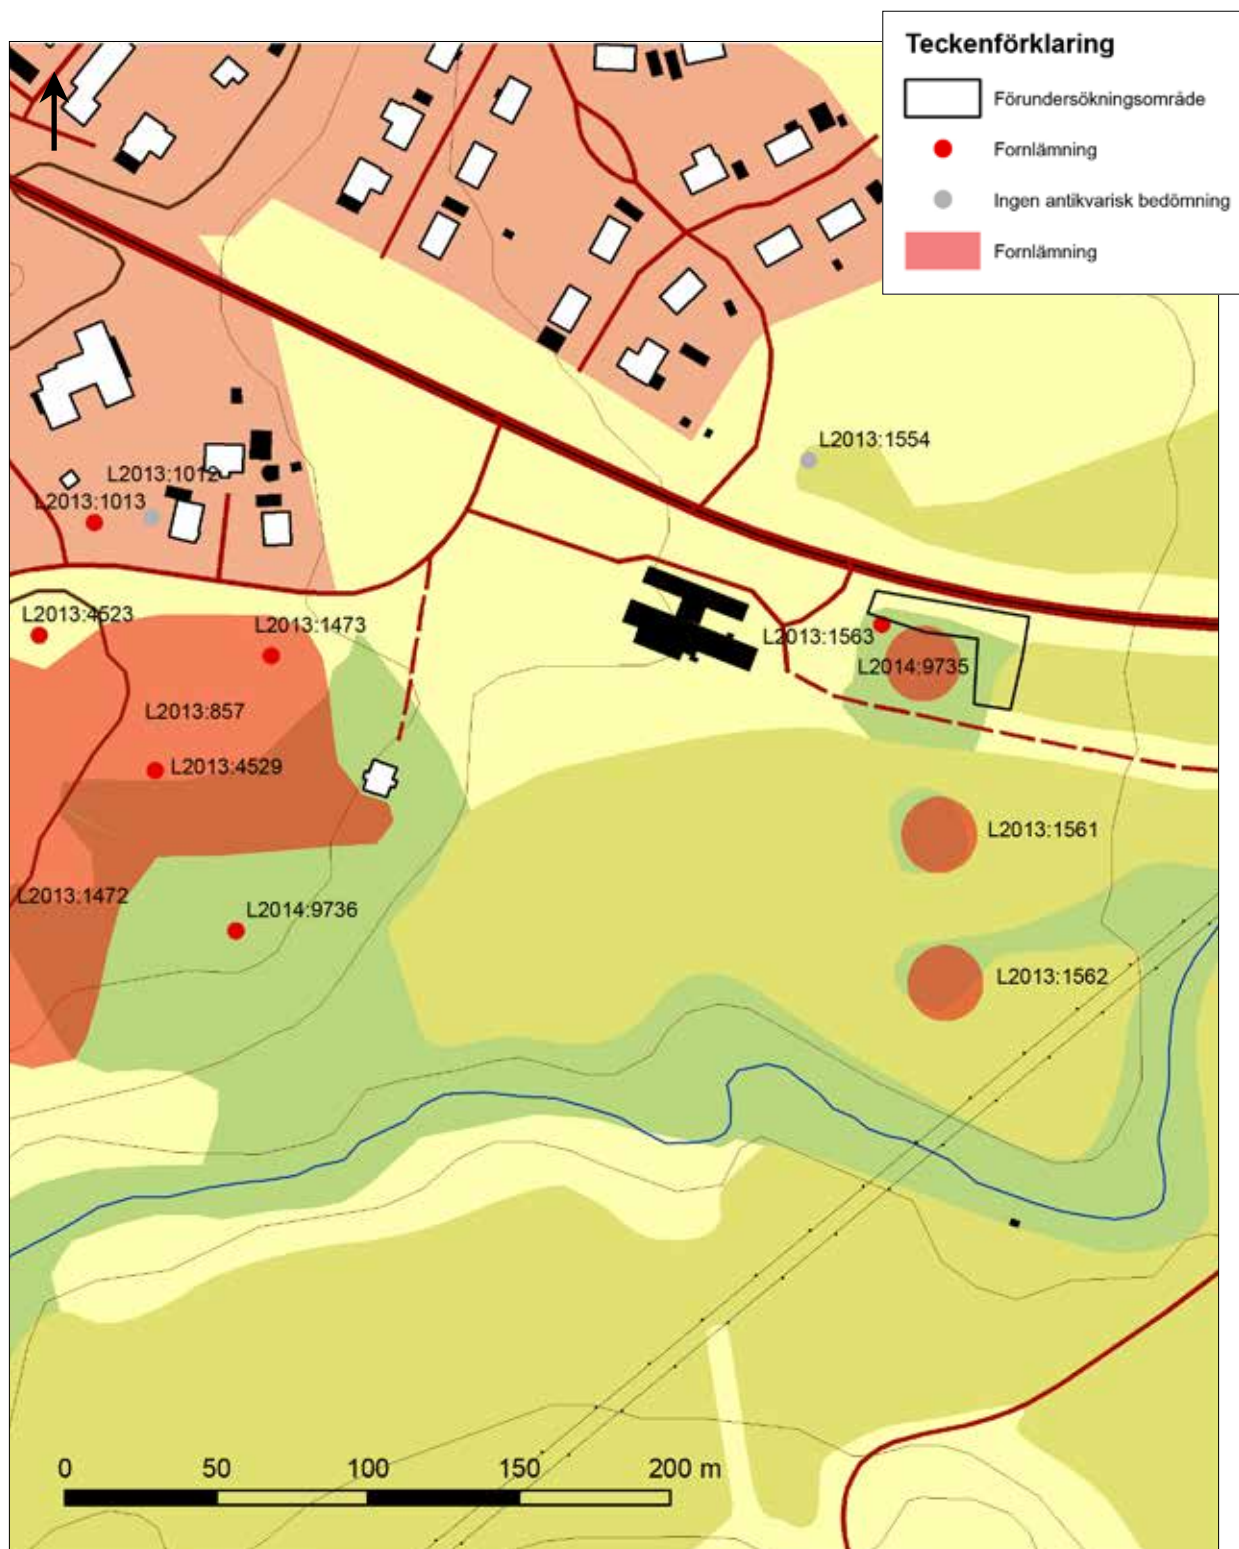 Teckenförklaring
Förundersökningsområde
Fornlämning
Ingen antikvarisk bedömning
Fornlämning
L2013:1554
L2013:1012
L2013:1013
L2013:4523
L2013:1473
L2013:1563
L2014:9735
L2013:857
L2013:4529
L2013:1561
L2013:1472
L2014:9736
L2013:1562
0 50 100 150 200 m